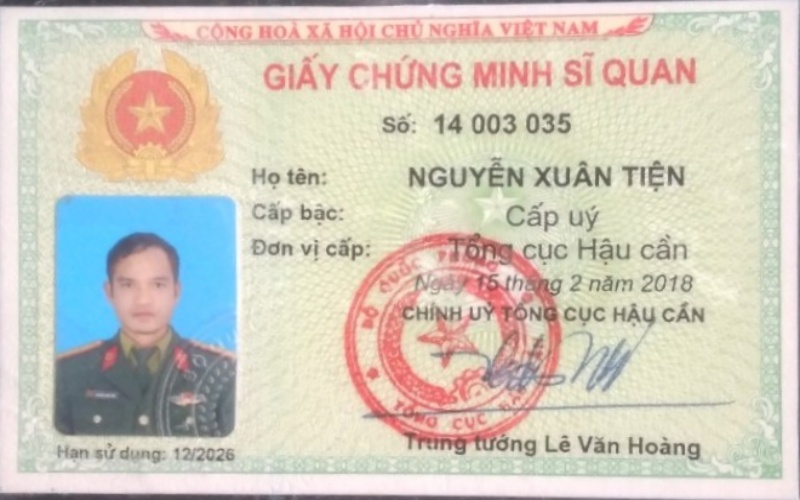 CỘNG HOÀ XÃ HỘI CHỦ NGHĨA VIỆT NAM
GIẤY CHỨNG MINH SĨ QUAN
Số: 14 003 035
Họ tên: NGUYỄN XUÂN TIỆN
Cấp bậc: Cấp uý
Đơn vị cấp: Tổng cục Hậu cần
Ngày 15 tháng 2 năm 2018
CHÍNH UỶ TỔNG CỤC HẬU CẦN
BỘ QUỐC PHÒNG
TỔNG CỤC
Trung tướng Lê Văn Hoàng
Hạn sử dụng: 12/2026